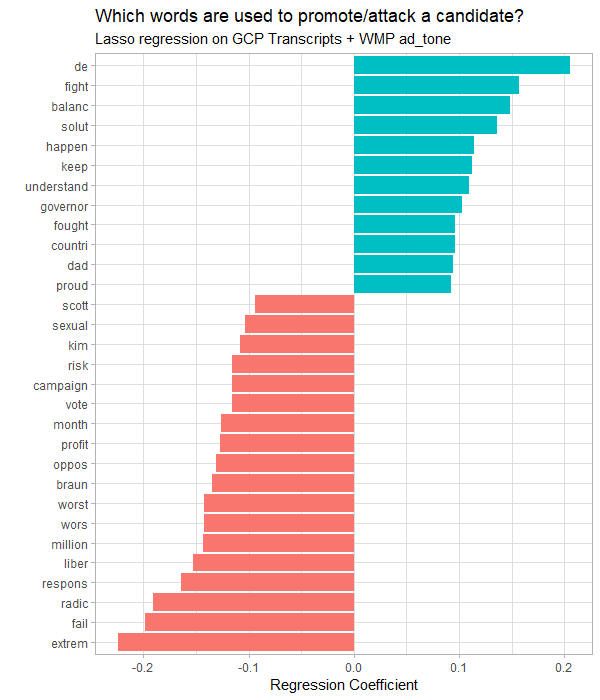 Which words are used to promote/attack a candidate?
Lasso regression on GCP Transcripts + WMP ad_tone
de
fight
balanc
solut
happen
keep
understand
governor
fought
countri
dad
proud
scott
sexual
kim
risk
campaign
vote
month
profit
oppos
braun
worst
wors
million
liber
respons
radic
fail
extrem
-0.2 -0.1 0.0 0.1 0.2
Regression Coefficient